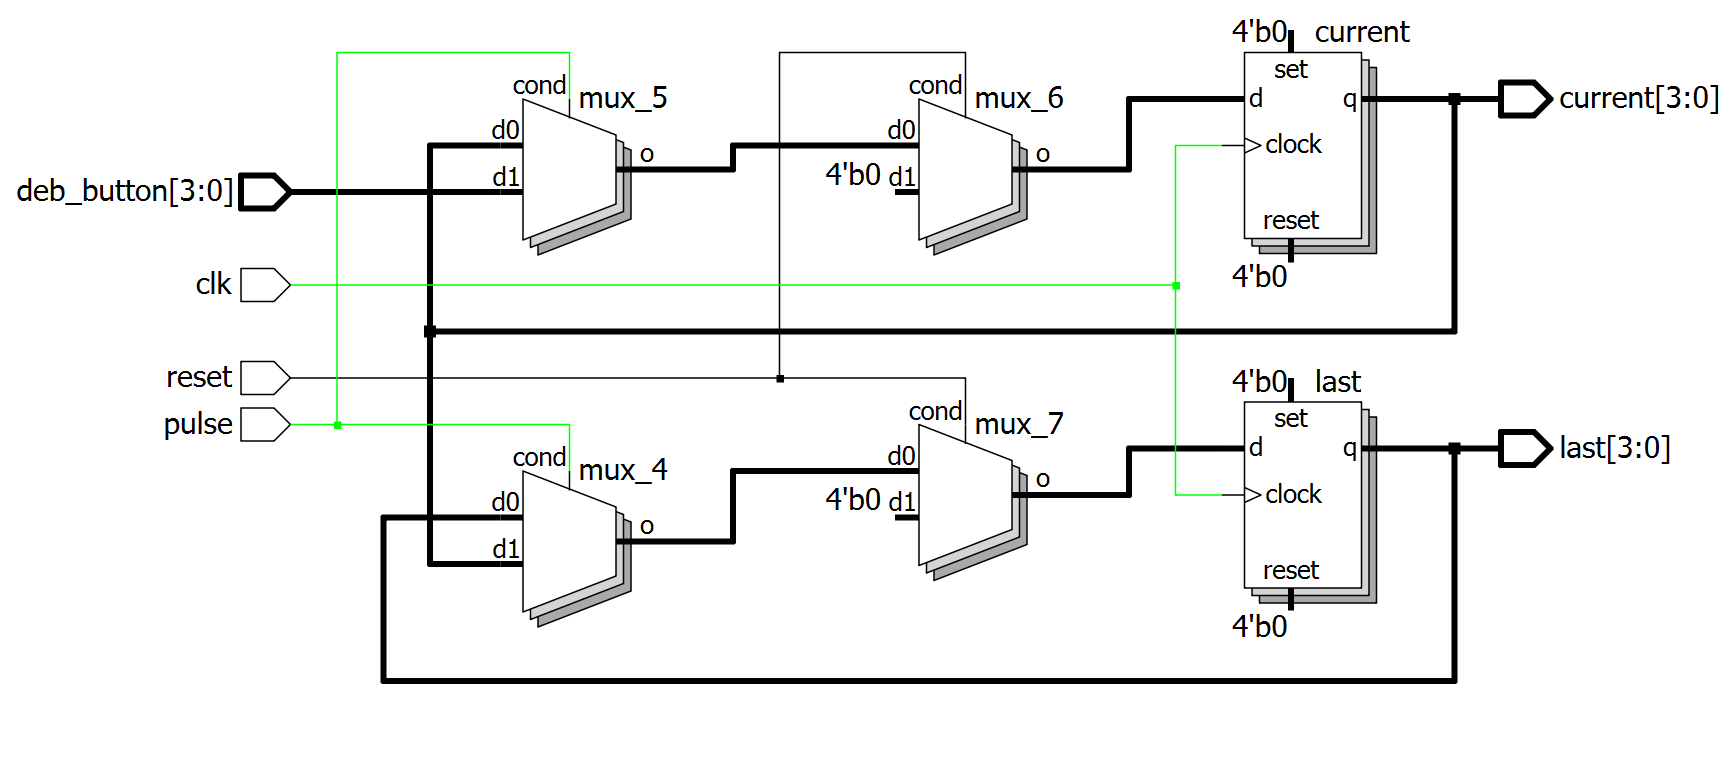 4'b0 current
set
cond mux_5
cond mux_6
d q current[3:0]
d0
d0
clock
o
o
d1
4'b0 d1
deb_button[3:0]
reset
4'b0
clk
reset
4'b0 last
cond mux_7
set
pulse
d0
d q last[3:0]
cond mux_4
o
4'b0 d1
clock
d0
o
d1
reset
4'b0